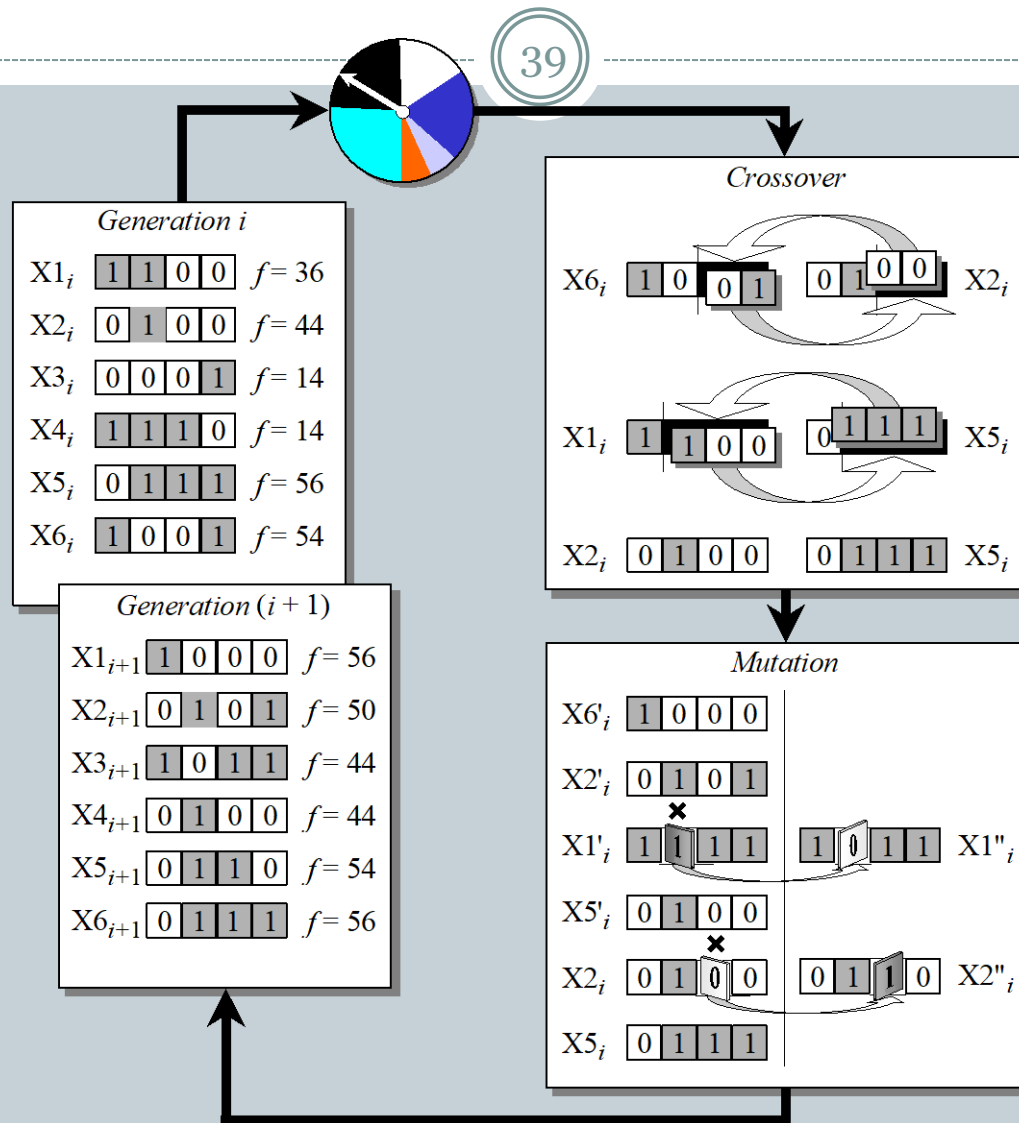 39
Generation i
X1i 1 1 0 0 f = 36
X2i 0 1 0 0 f = 44
X3i 0 0 0 1 f = 14
X4i 1 1 1 0 f = 14
X5i 0 1 1 1 f = 56
X6i 1 0 0 1 f = 54
Generation (i + 1)
X1i+1 1 0 0 0 f = 56
X2i+1 0 1 0 1 f = 50
X3i+1 1 0 1 1 f = 44
X4i+1 0 1 0 0 f = 44
X5i+1 0 1 1 0 f = 54
X6i+1 0 1 1 1 f = 56
Crossover
X6i 1 0 0 1 0 1 0 0 X2i
X1i 1 1 0 0 0 1 1 1 X5i
X2i 0 1 0 0 0 1 1 1 X5i
Mutation
X6'i 1 0 0 0
X2'i 0 1 0 1
X1'i 1 1 1 1 1 0 1 1 X1"i
X5'i 0 1 0 0
X2i 0 1 0 0 0 1 1 0 X2"i
X5i 0 1 1 1